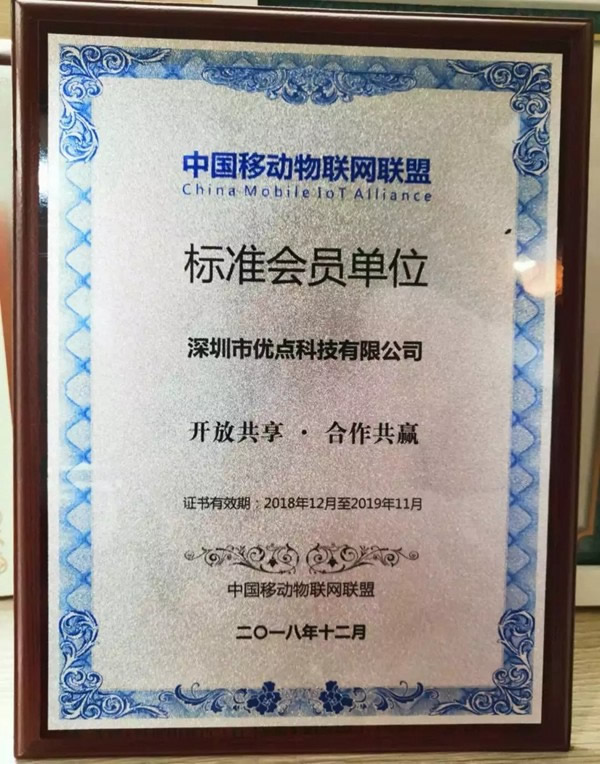 中国移动物联网联盟
China Mobile IoT Alliance
标准会员单位
深圳市优点科技有限公司
开放共享 · 合作共赢
证书有效期：2018年12月至2019年11月
中国移动物联网联盟
二〇一八年十二月